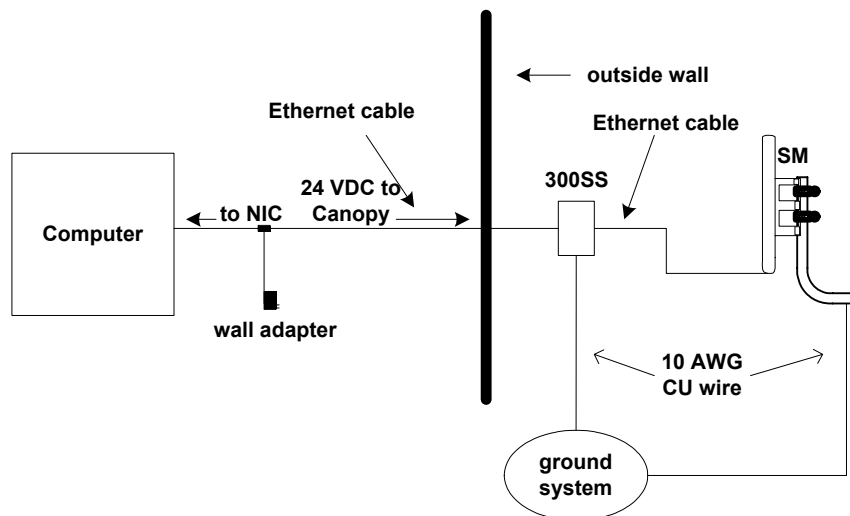 outside wall
Ethernet
cable
Ethernet
cable
SM
300SS
24 VDC to
Canopy
to NIC
Computer
wall adapter
10 AWG
CU wire
ground
system